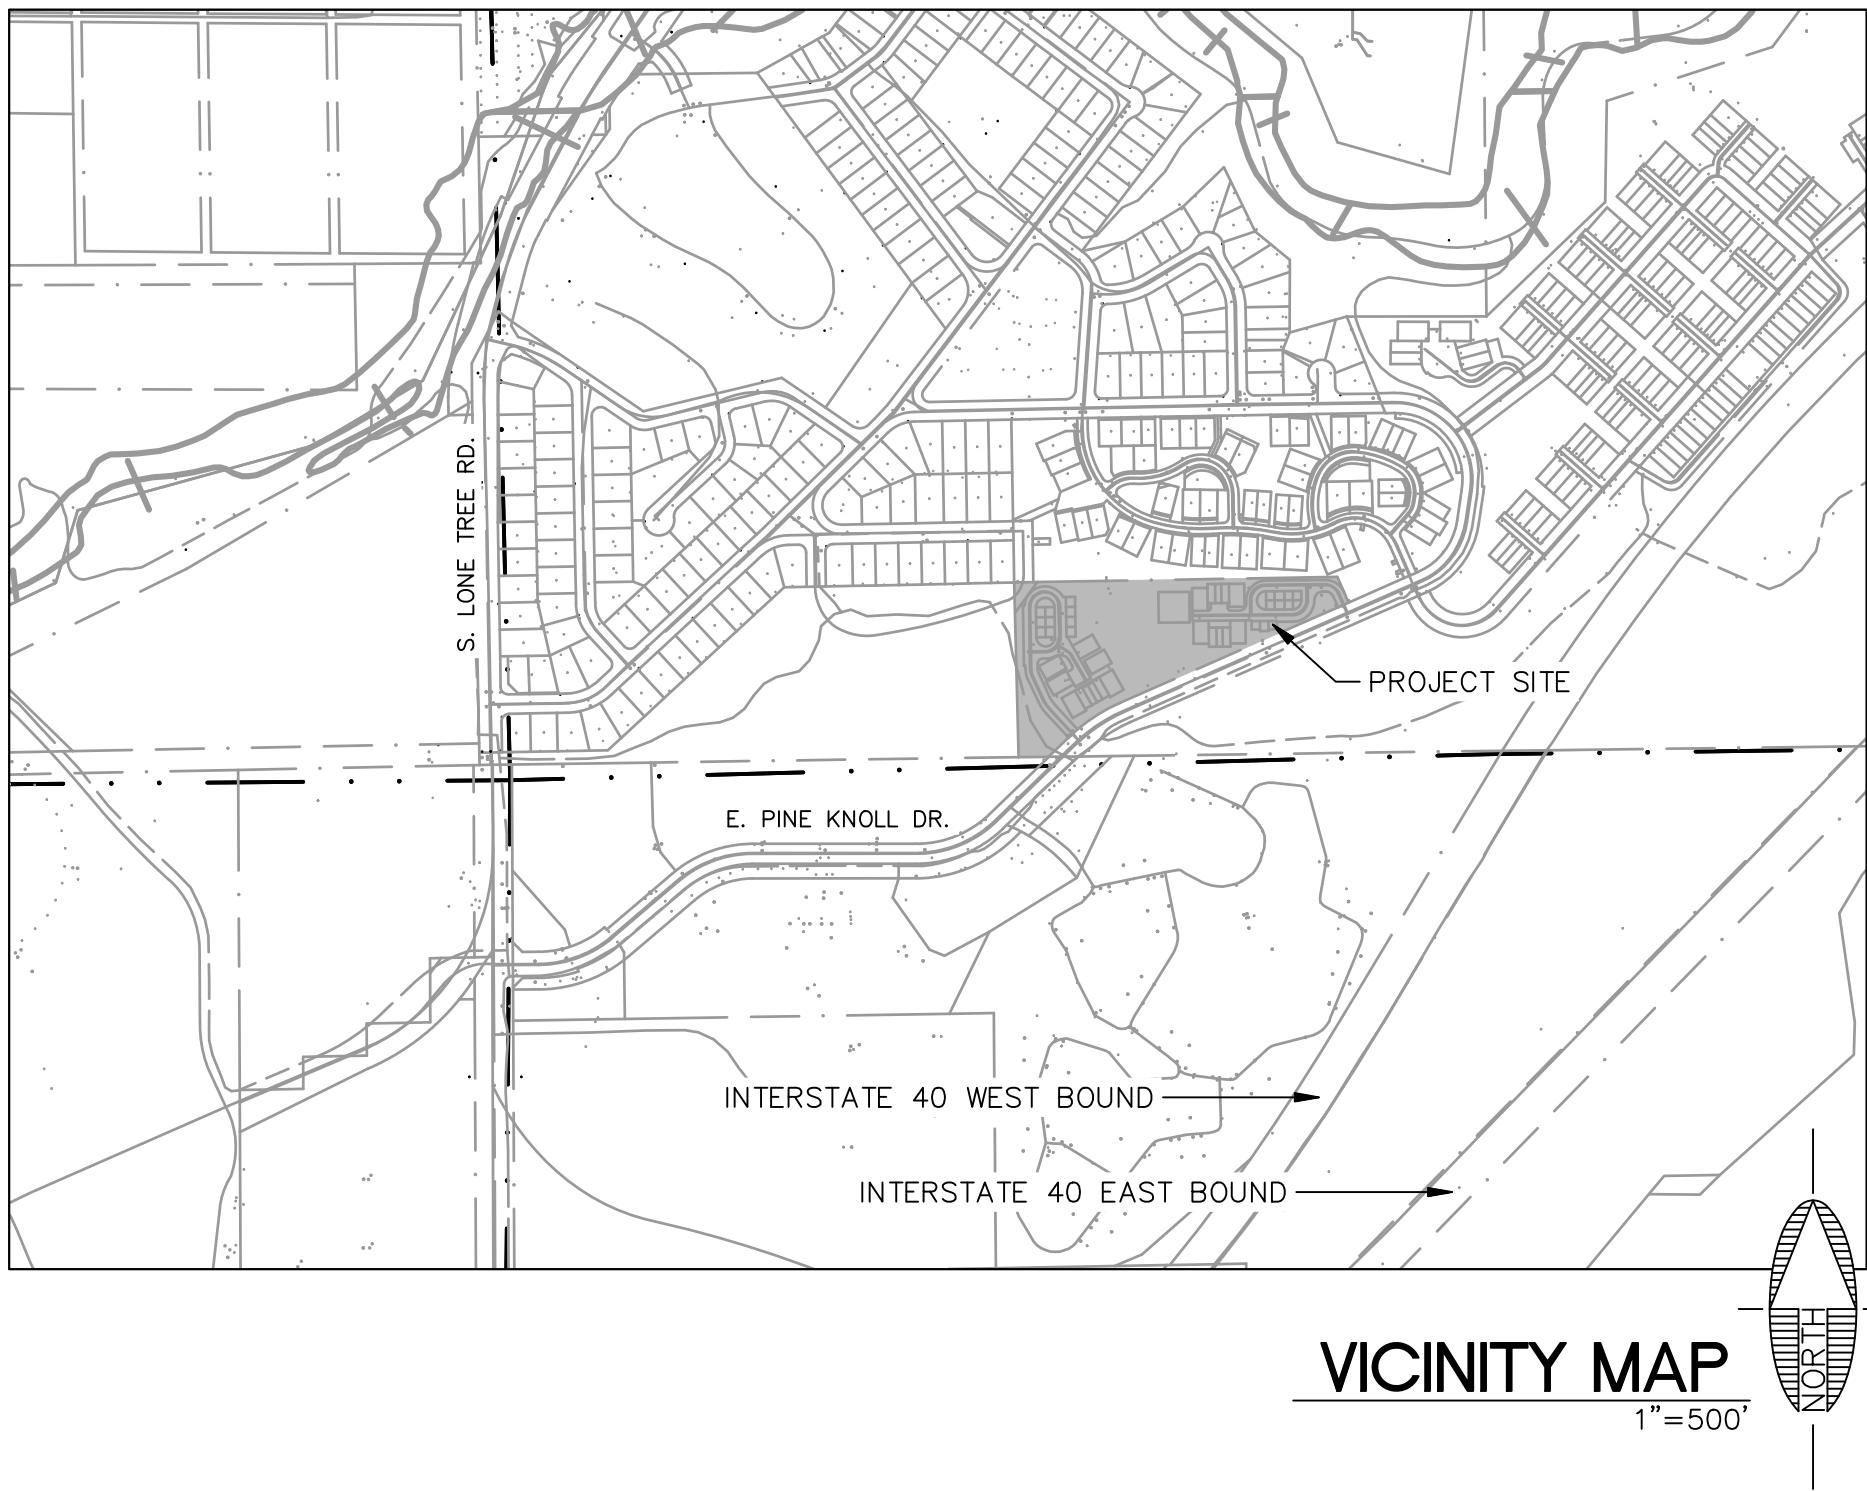 S. LONE TREE RD.
PROJECT SITE
E. PINE KNOLL DR.
INTERSTATE 40 WEST BOUND
INTERSTATE 40 EAST BOUND
NORTH
VICINITY MAP
1"=500'